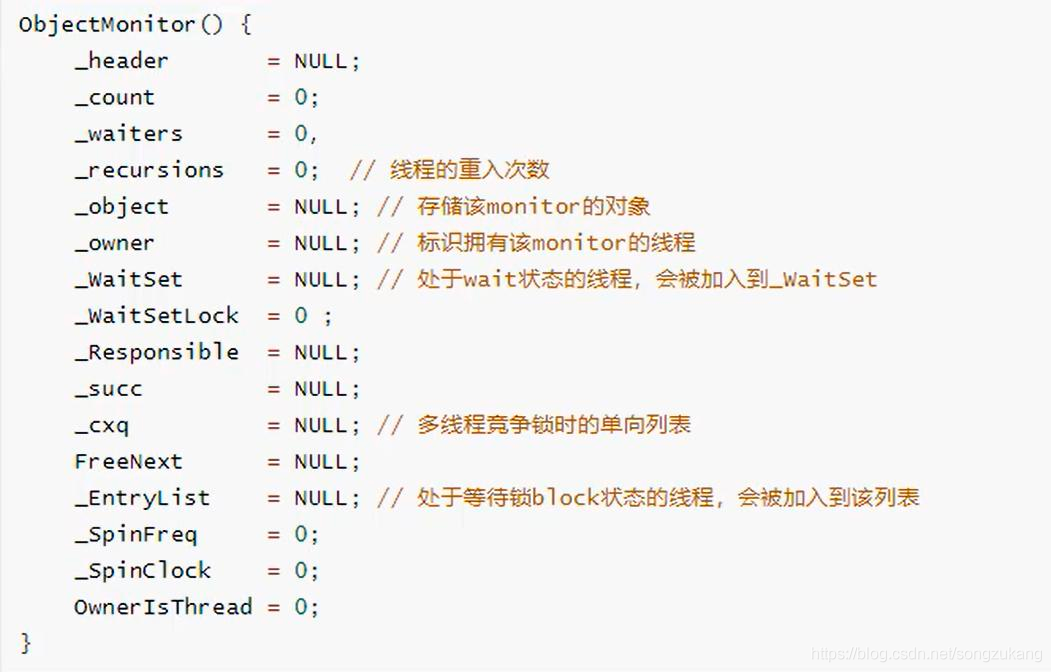 ObjectMonitor() {
_header = NULL;
_count = 0;
_waiters = 0,
_recursions = 0; // 线程的重入次数
_object = NULL; // 存储该monitor的对象
_owner = NULL; // 标识拥有该monitor的线程
_WaitSet = NULL; // 处于wait状态的线程，会被加入到_WaitSet
_WaitSetLock = 0 ;
_Responsible = NULL;
_succ = NULL;
_cxq = NULL; // 多线程竞争锁时的单向列表
FreeNext = NULL;
_EntryList = NULL; // 处于等待锁block状态的线程，会被加入到该列表
_SpinFreq = 0;
_SpinClock = 0;
OwnerIsThread = 0;
}
https://blog.csdn.net/songzukang